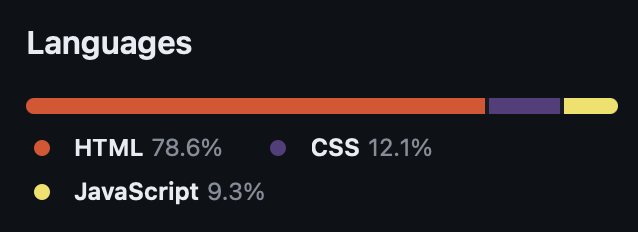 Languages
HTML 78.6% CSS 12.1%
JavaScript 9.3%